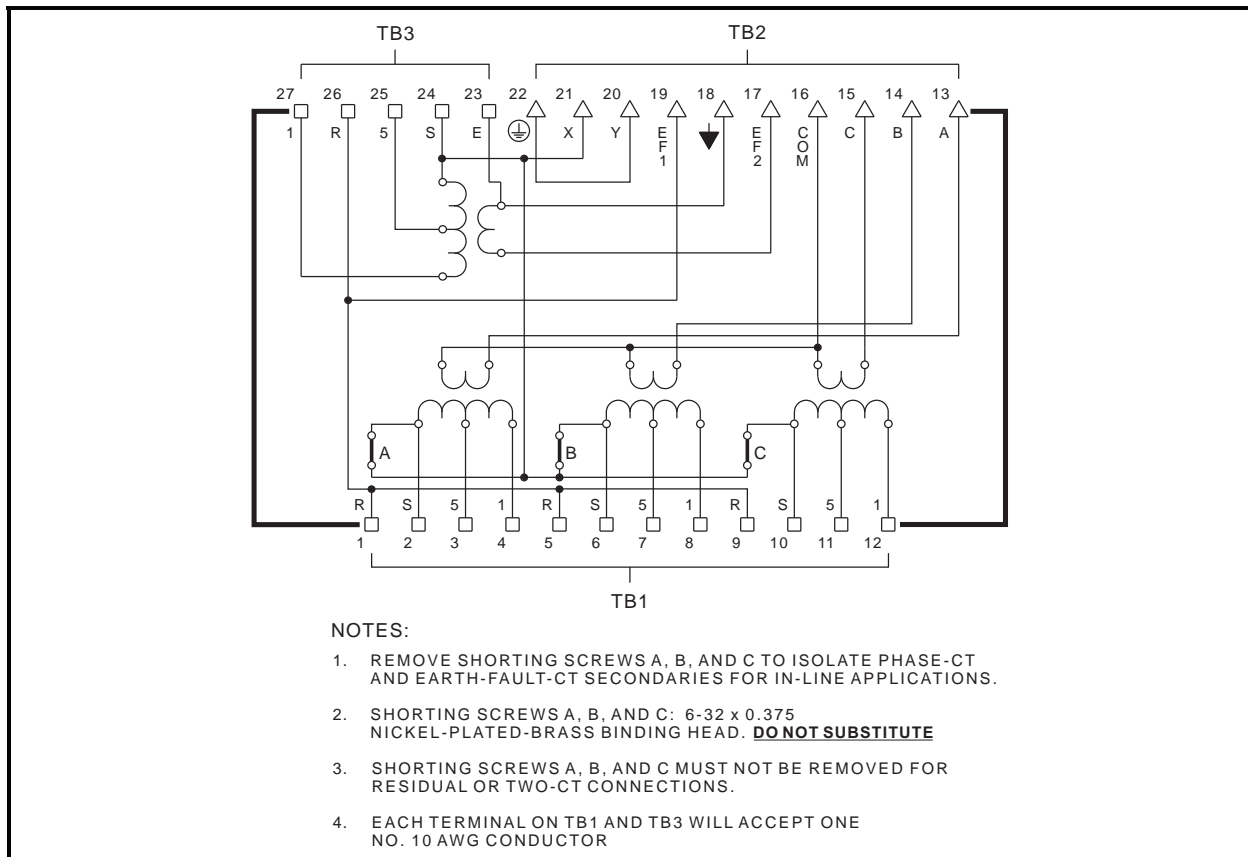 TB3 TB2
27 26 25 24 23 22 21 20 19 18 17 16 15 14 13
1 R 5 S E X Y EF1 EF2 COM C B A
A B C
R S 5 1 R S 5 1 R S 5 1
1 2 3 4 5 6 7 8 9 10 11 12
TB1
NOTES:
1. REMOVE SHORTING SCREWS A, B, AND C TO ISOLATE PHASE-CT
AND EARTH-FAULT-CT SECONDARIES FOR IN-LINE APPLICATIONS.
2. SHORTING SCREWS A, B, AND C: 6-32 x 0.375
NICKEL-PLATED-BRASS BINDING HEAD. DO NOT SUBSTITUTE
3. SHORTING SCREWS A, B, AND C MUST NOT BE REMOVED FOR
RESIDUAL OR TWO-CT CONNECTIONS.
4. EACH TERMINAL ON TB1 AND TB3 WILL ACCEPT ONE
NO. 10 AWG CONDUCTOR